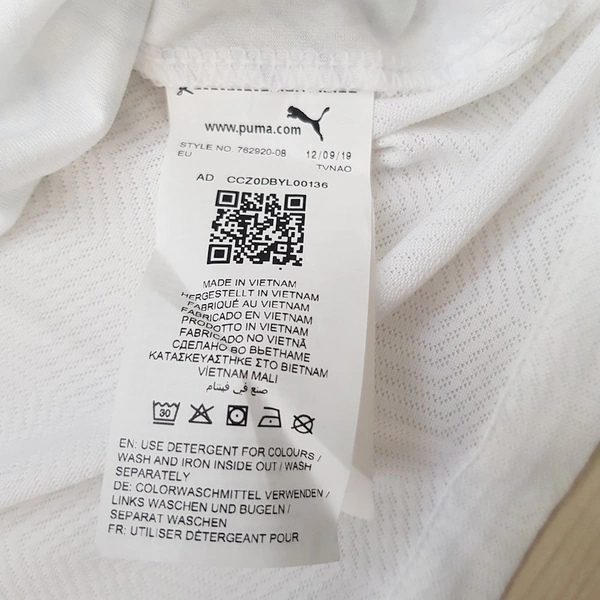 www.puma.com
STYLE NO. 762920-08 12/09/19
EU TVNAO
AD CCZ0DBYL00136
MADE IN VIETNAM
HERGESTELLT IN VIETNAM
FABRIQUÉ AU VIETNAM
FABRICADO EN VIETNAM
PRODOTTO IN VIETNAM
FABRICADO NO VIETNÃ
СДЕЛАНО ВО ВЬЕТНАМЕ
ΚΑΤΑΣΚΕΥΑΣΤΗΚΕ ΣΤΟ ΒΙΕΤΝΑΜ
VİETNAM MALI
صنع في فيتنام
30
EN: USE DETERGENT FOR COLOURS /
WASH AND IRON INSIDE OUT / WASH
SEPARATELY
DE: COLORWASCHMITTEL VERWENDEN /
LINKS WASCHEN UND BUGELN /
SEPARAT WASCHEN
FR: UTILISER DÉTERGENT POUR